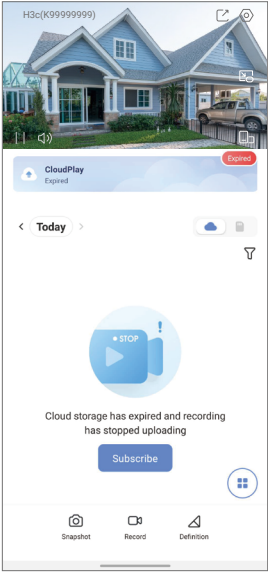 H3c(K99999999)
Expired
CloudPlay
Expired
Today
STOP
!
Cloud storage has expired and recording
has stopped uploading
Subscribe
Snapshot
Record
Definition